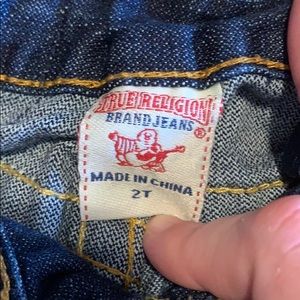 TRUE RELIGION
BRAND JEANS
®
MADE IN CHINA
2T